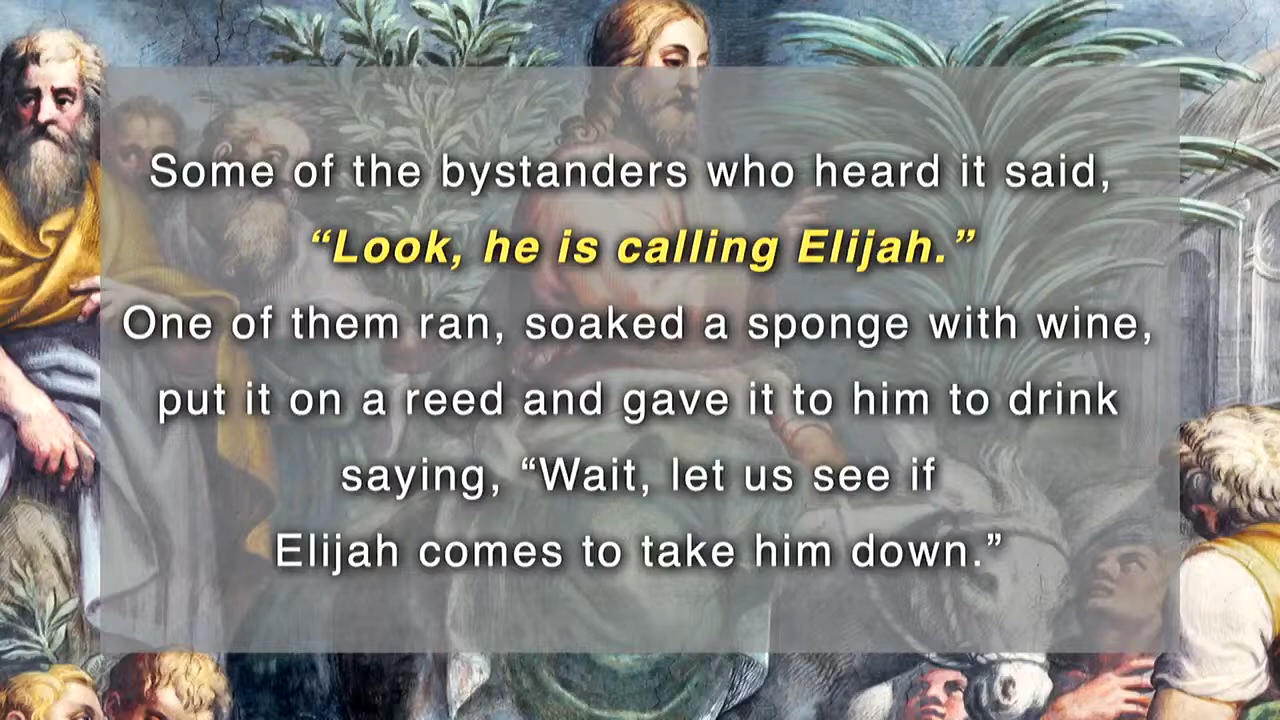 Some of the bystanders who heard it said,
“Look, he is calling Elijah.”
One of them ran, soaked a sponge with wine,
put it on a reed and gave it to him to drink
saying, “Wait, let us see if
Elijah comes to take him down.”